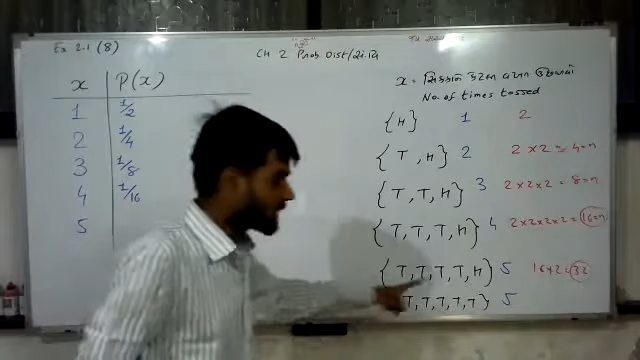 Ex 2.1 (8)
CH 2 Prob. Dist/
x P(x)
1 1/2
2 1/4
3 1/8
4 1/16
5
x = સિક્કાને
No. of times tossed
{H} 1 2
{T, H} 2 2×2 = 4=n
{T, T, H} 3 2×2×2 = 8=n
{T, T, T, H} 4 2×2×2×2 = 16=n
{T, T, T, T, H} 5 16×2=32
T, T, T, T, T} 5